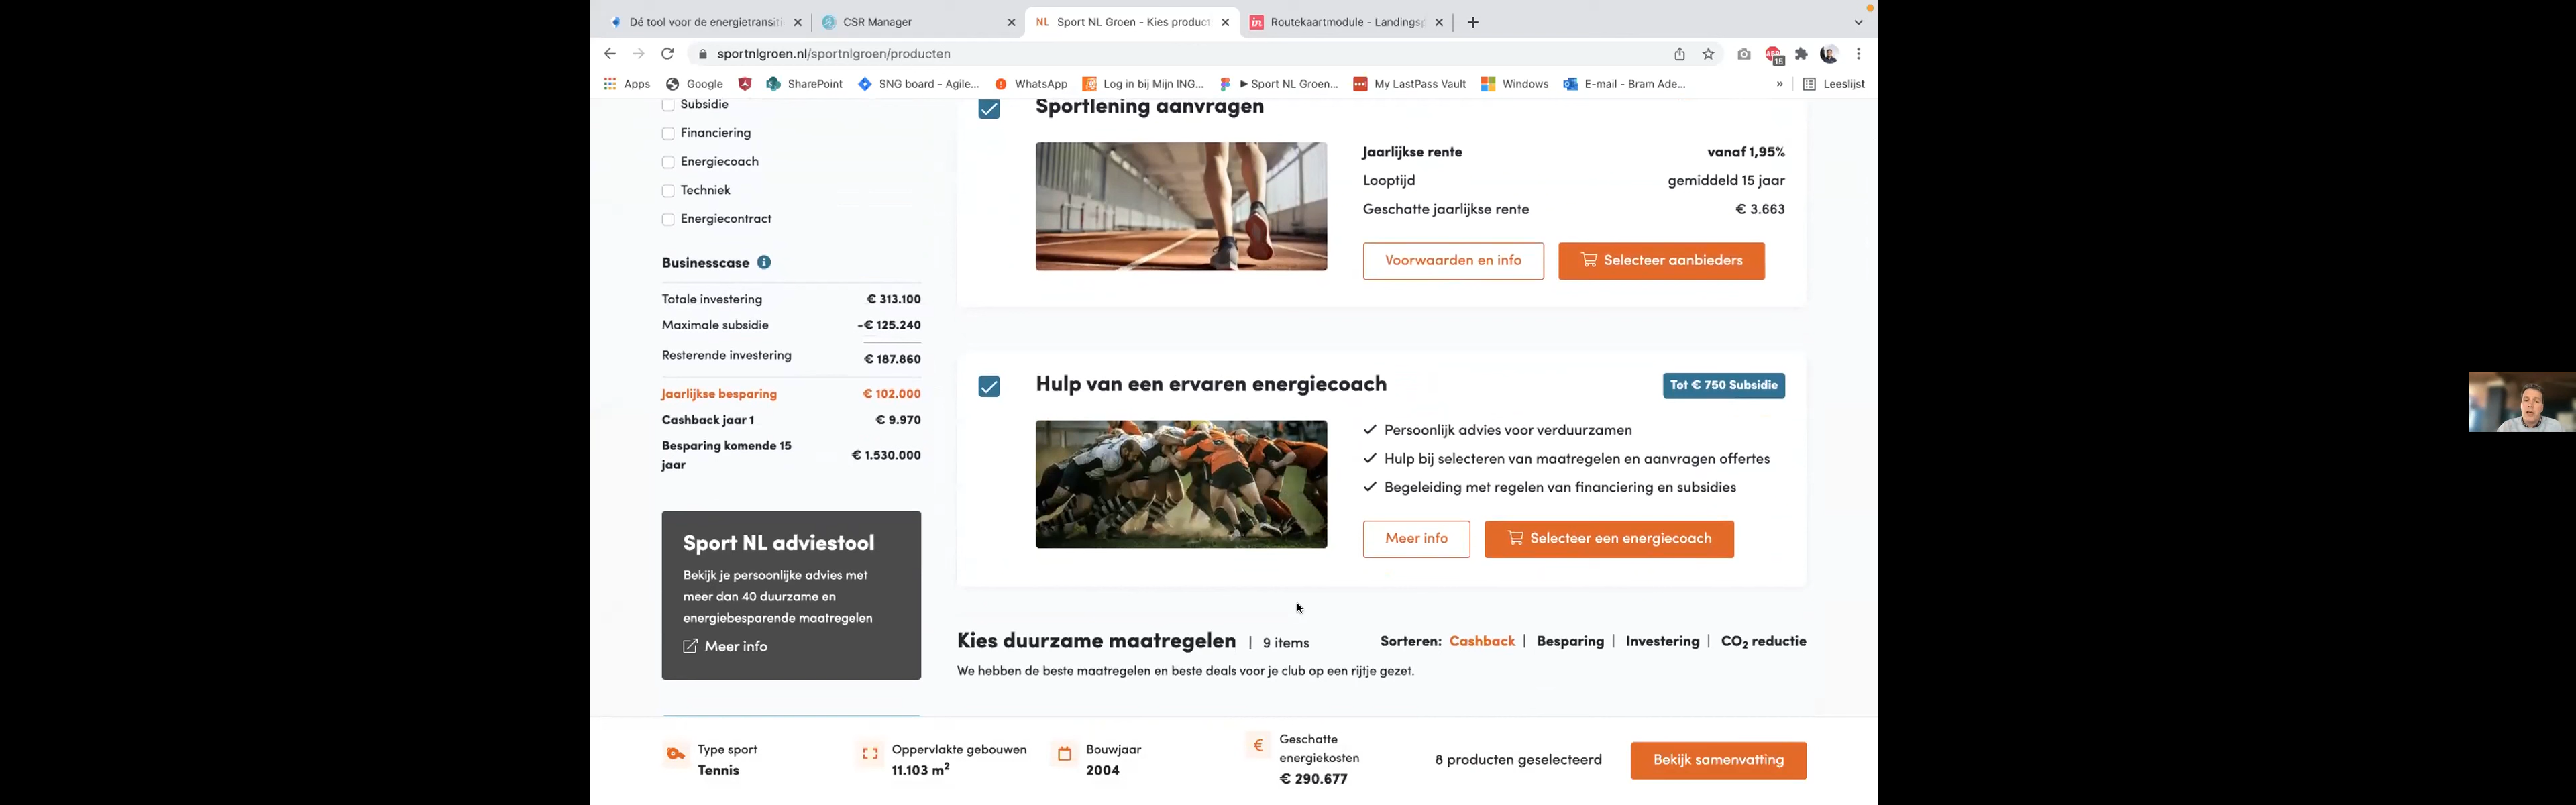 Dé tool voor de energietransiti
CSR Manager
NL Sport NL Groen - Kies product
in Routekaartmodule - Landingsp
sportnlgroen.nl/sportnlgroen/producten
ABP
15
Apps
Google
SharePoint
SNG board - Agile...
WhatsApp
Log in bij Mijn ING...
Sport NL Groen...
My LastPass Vault
Windows
E-mail - Bram Ade...
»
Leeslijst
Subsidie
Financiering
Energiecoach
Techniek
Energiecontract
Businesscase
Totale investering € 313.100
Maximale subsidie -€ 125.240
Resterende investering € 187.860
Jaarlijkse besparing € 102.000
Cashback jaar 1 € 9.970
Besparing komende 15
jaar € 1.530.000
Sport NL adviestool
Bekijk je persoonlijke advies met
meer dan 40 duurzame en
energiebesparende maatregelen
Meer info
Sportlening aanvragen
Jaarlijkse rente vanaf 1,95%
Looptijd gemiddeld 15 jaar
Geschatte jaarlijkse rente € 3.663
Voorwaarden en info
Selecteer aanbieders
Hulp van een ervaren energiecoach
Tot € 750 Subsidie
Persoonlijk advies voor verduurzamen
Hulp bij selecteren van maatregelen en aanvragen offertes
Begeleiding met regelen van financiering en subsidies
Meer info
Selecteer een energiecoach
Kies duurzame maatregelen | 9 items
Sorteren: Cashback | Besparing | Investering | CO2 reductie
We hebben de beste maatregelen en beste deals voor je club op een rijtje gezet.
Type sport
Tennis
Oppervlakte gebouwen
11.103 m²
Bouwjaar
2004
Geschatte
energiekosten
€ 290.677
8 producten geselecteerd
Bekijk samenvatting